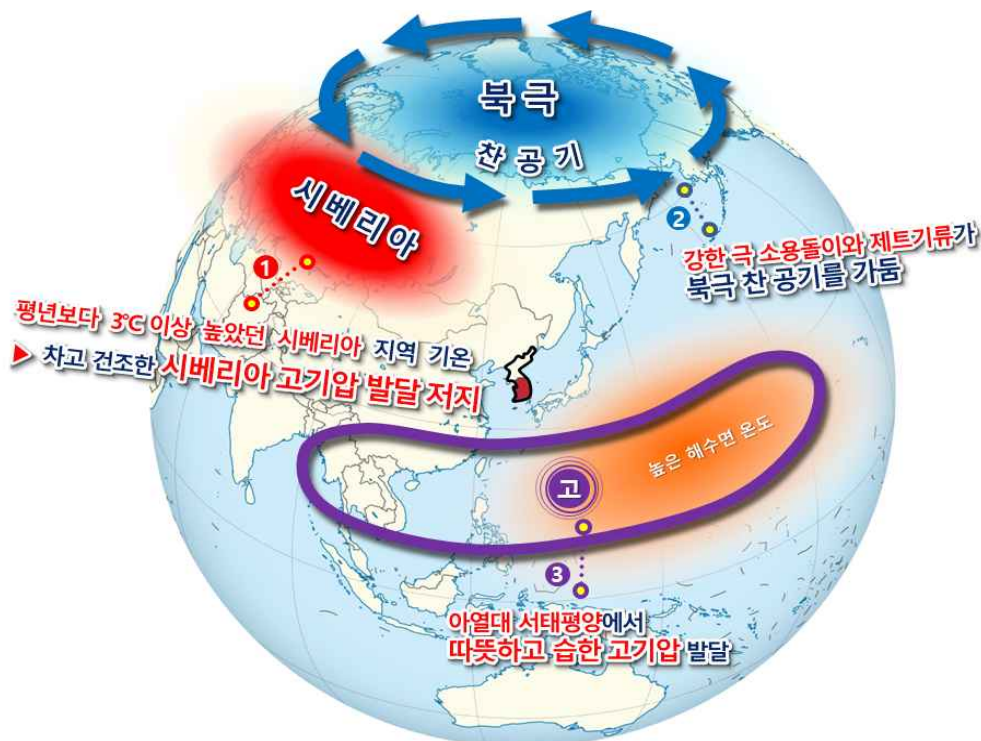 북극
찬공기
시베리아
1
평년보다 3℃ 이상 높았던 시베리아 지역 기온
▶ 차고 건조한 시베리아 고기압 발달 저지
2
강한 극 소용돌이와 제트기류가
북극 찬 공기를 가둠
높은 해수면 온도
고
3
아열대 서태평양에서
따뜻하고 습한 고기압 발달